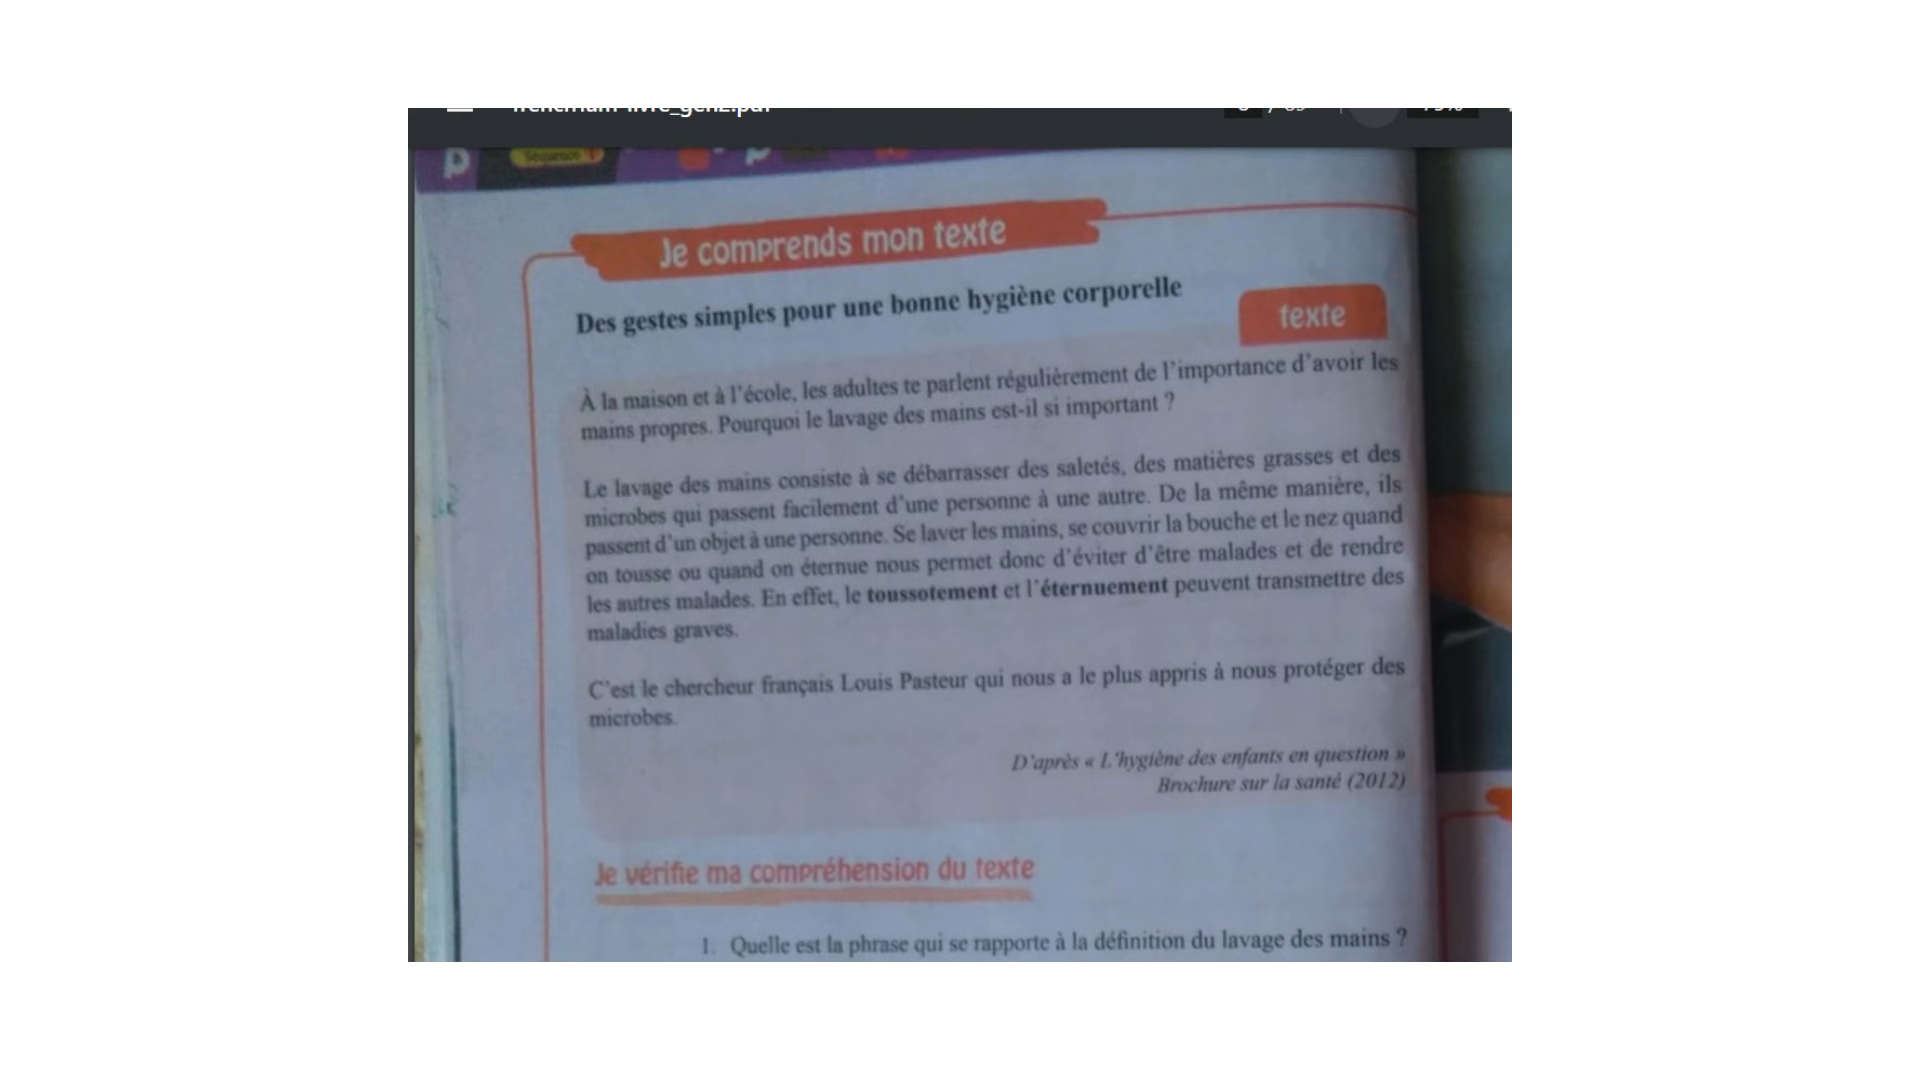 Séquence 1
Je comprends mon texte
Des gestes simples pour une bonne hygiène corporelle
texte
À la maison et à l'école, les adultes te parlent régulièrement de l'importance d'avoir les
mains propres. Pourquoi le lavage des mains est-il si important ?
Le lavage des mains consiste à se débarrasser des saletés, des matières grasses et des
microbes qui passent facilement d'une personne à une autre. De la même manière, ils
passent d'un objet à une personne. Se laver les mains, se couvrir la bouche et le nez quand
on tousse ou quand on éternue nous permet donc d'éviter d'être malades et de rendre
les autres malades. En effet, le toussotement et l'éternuement peuvent transmettre des
maladies graves.
C'est le chercheur français Louis Pasteur qui nous a le plus appris à nous protéger des
microbes.
D'après « L'hygiène des enfants en question »
Brochure sur la santé (2012)
Je vérifie ma compréhension du texte
1. Quelle est la phrase qui se rapporte à la définition du lavage des mains ?